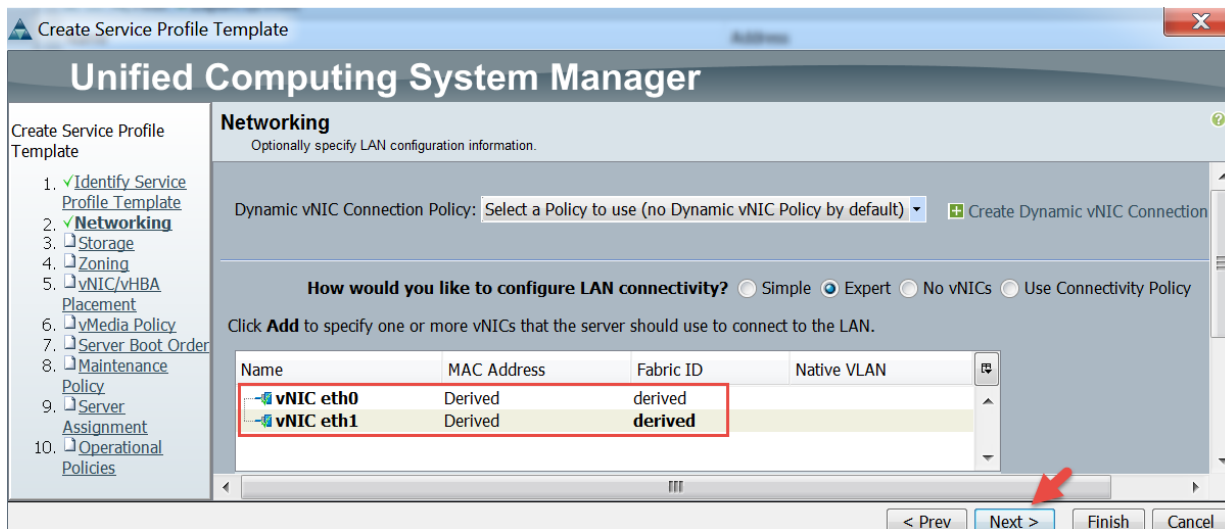 Create Service Profile Template
Address
Unified Computing System Manager
Create Service Profile
Template
1. Identify Service
Profile Template
2. Networking
3. Storage
4. Zoning
5. vNIC/vHBA
Placement
6. vMedia Policy
7. Server Boot Order
8. Maintenance
Policy
9. Server
Assignment
10. Operational
Policies
Networking
Optionally specify LAN configuration information.
Dynamic vNIC Connection Policy: Select a Policy to use (no Dynamic vNIC Policy by default) Create Dynamic vNIC Connection
How would you like to configure LAN connectivity? Simple Expert No vNICs Use Connectivity Policy
Click Add to specify one or more vNICs that the server should use to connect to the LAN.
Name MAC Address Fabric ID Native VLAN
vNIC eth0 Derived derived
vNIC eth1 Derived derived
< Prev Next > Finish Cancel